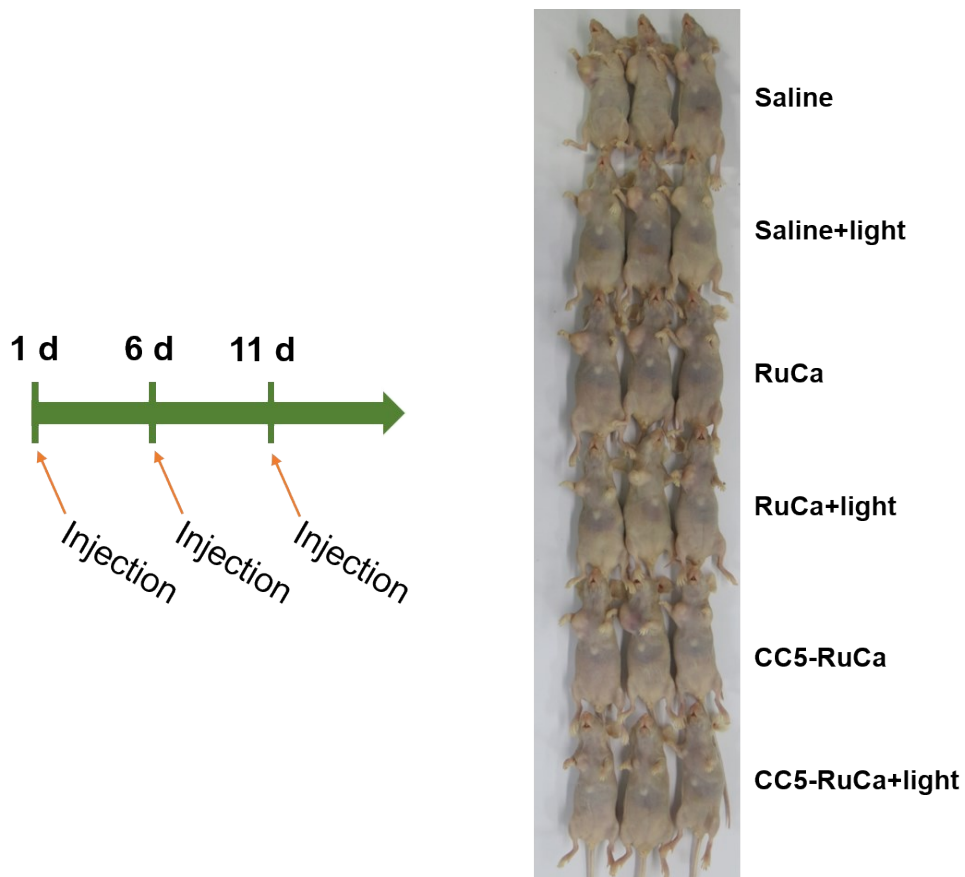 1 d 6 d 11 d
Injection Injection Injection
Saline
Saline+light
RuCa
RuCa+light
CC5-RuCa
CC5-RuCa+light